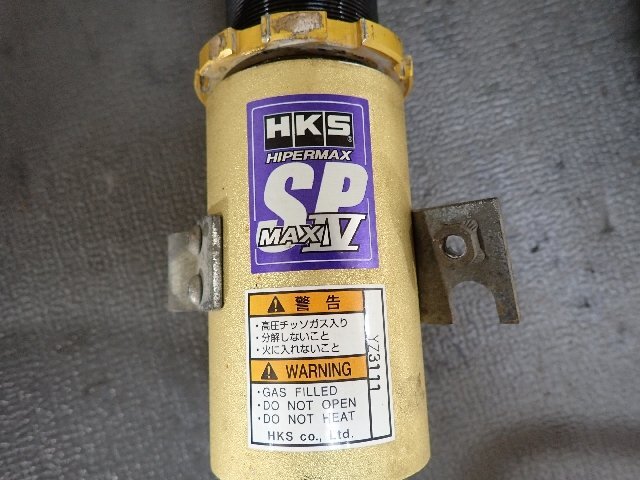 HKS
HIPERMAX
SP
MAX IV
警告
・高圧チッソガス入り
・分解しないこと
・火に入れないこと
WARNING
・GAS FILLED
・DO NOT OPEN
・DO NOT HEAT
HKS co., Ltd.
YZ3111